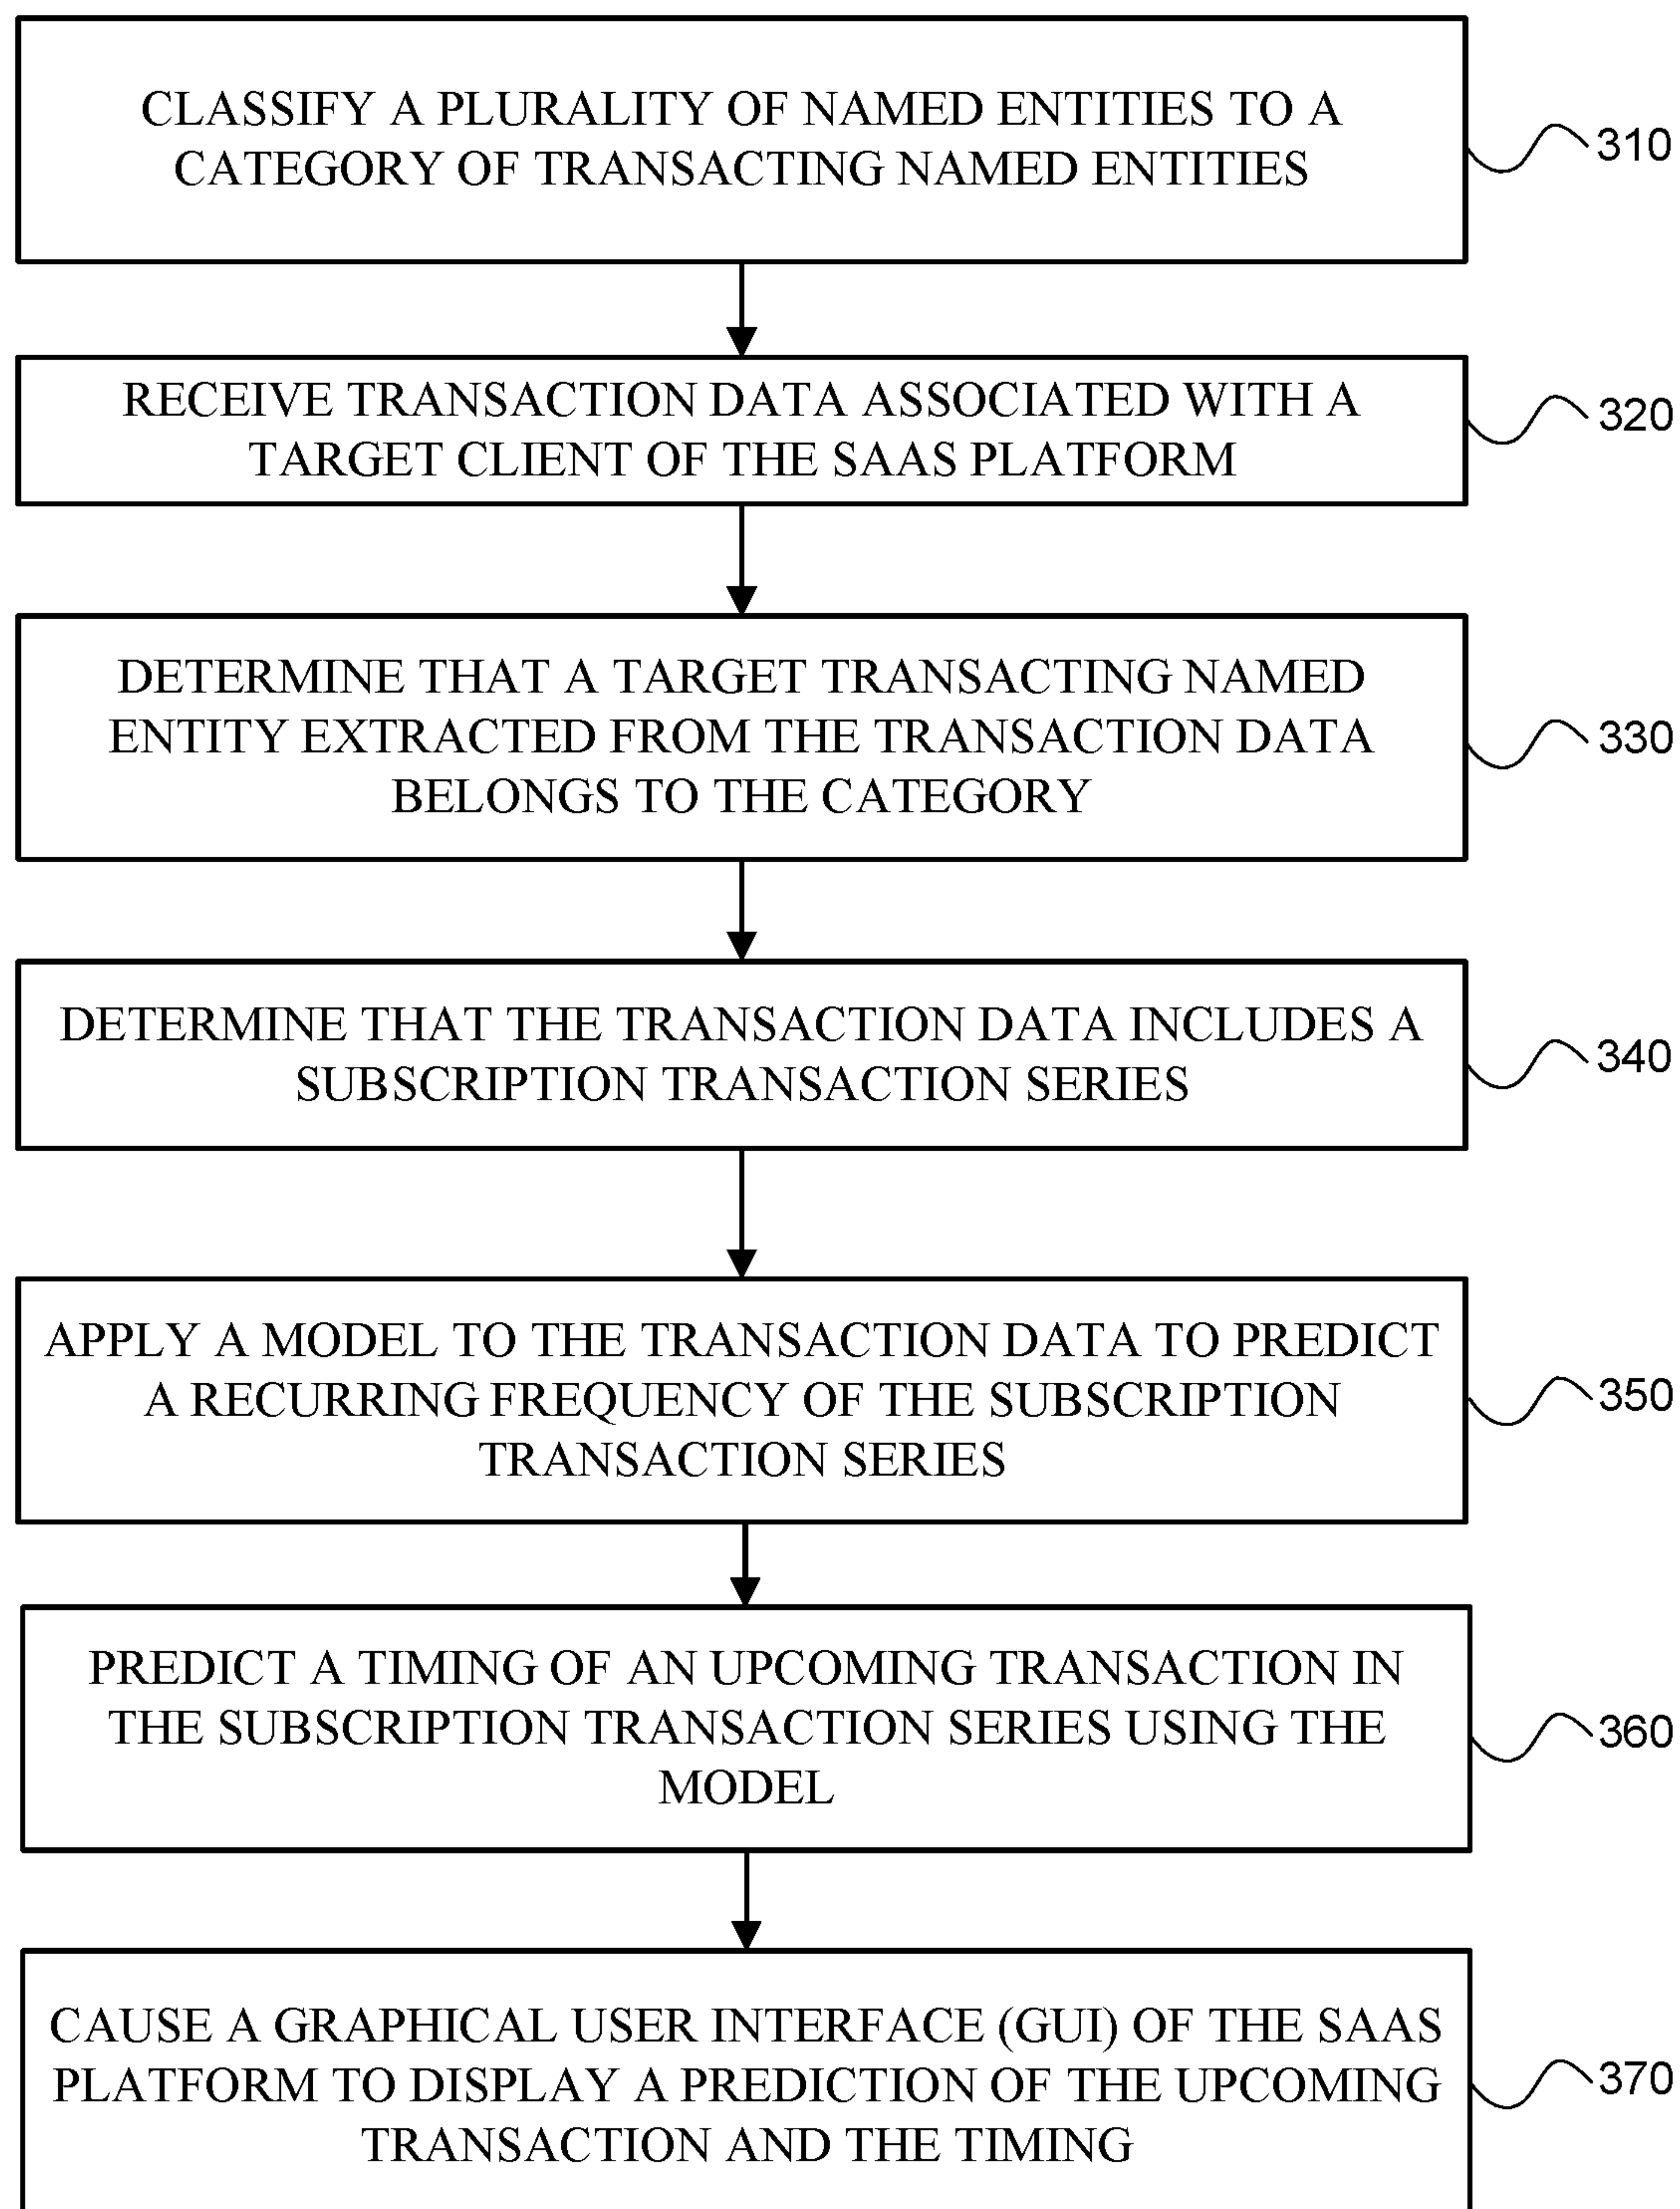 CLASSIFY A PLURALITY OF NAMED ENTITIES TO A
CATEGORY OF TRANSACTING NAMED ENTITIES
310
RECEIVE TRANSACTION DATA ASSOCIATED WITH A
TARGET CLIENT OF THE SAAS PLATFORM
320
DETERMINE THAT A TARGET TRANSACTING NAMED
ENTITY EXTRACTED FROM THE TRANSACTION DATA
BELONGS TO THE CATEGORY
330
DETERMINE THAT THE TRANSACTION DATA INCLUDES A
SUBSCRIPTION TRANSACTION SERIES
340
APPLY A MODEL TO THE TRANSACTION DATA TO PREDICT
A RECURRING FREQUENCY OF THE SUBSCRIPTION
TRANSACTION SERIES
350
PREDICT A TIMING OF AN UPCOMING TRANSACTION IN
THE SUBSCRIPTION TRANSACTION SERIES USING THE
MODEL
360
CAUSE A GRAPHICAL USER INTERFACE (GUI) OF THE SAAS
PLATFORM TO DISPLAY A PREDICTION OF THE UPCOMING
TRANSACTION AND THE TIMING
370